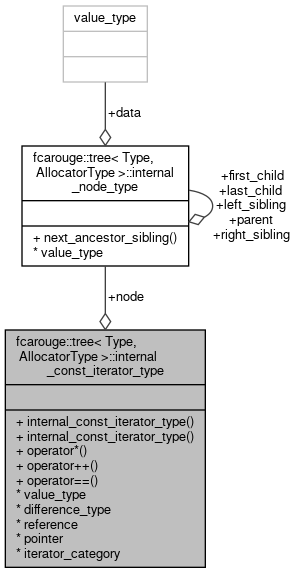 value_type
+data
fcarouge::tree< Type,
AllocatorType >::internal
_node_type
+ next_ancestor_sibling()
* value_type
+first_child
+last_child
+left_sibling
+parent
+right_sibling
+node
fcarouge::tree< Type,
AllocatorType >::internal
_const_iterator_type
+ internal_const_iterator_type()
+ internal_const_iterator_type()
+ operator*()
+ operator++()
+ operator==()
* value_type
* difference_type
* reference
* pointer
* iterator_category